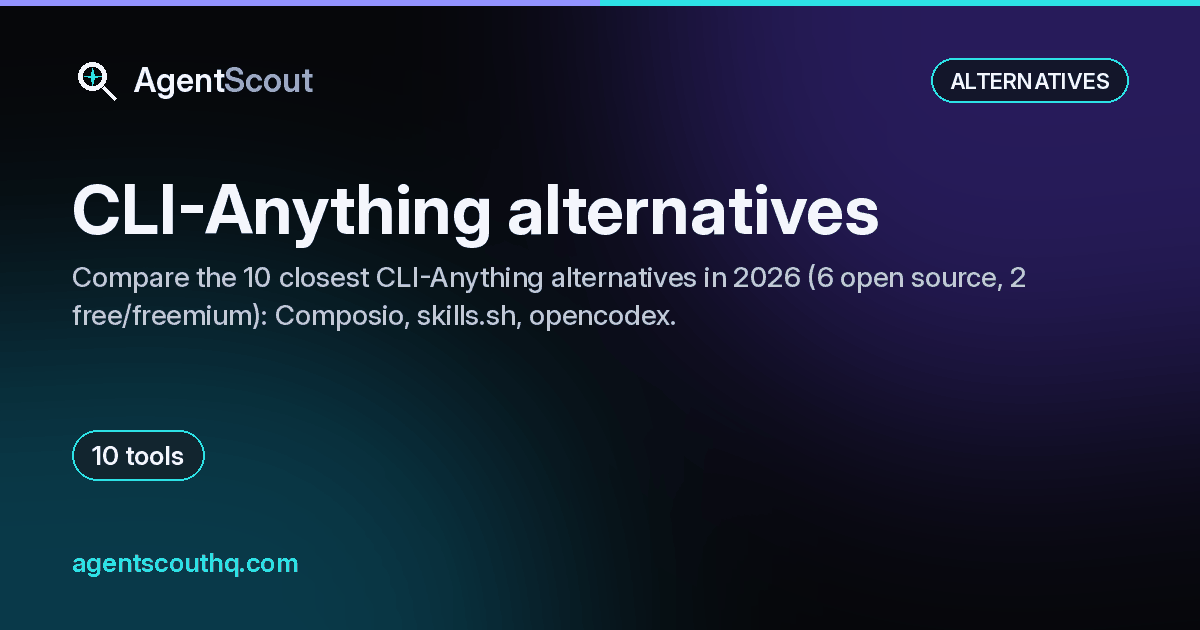 AgentScout
ALTERNATIVES
CLI-Anything alternatives
Compare the 10 closest CLI-Anything alternatives in 2026 (6 open source, 2
free/freemium): Composio, skills.sh, opencodex.
10 tools
agentscouthq.com